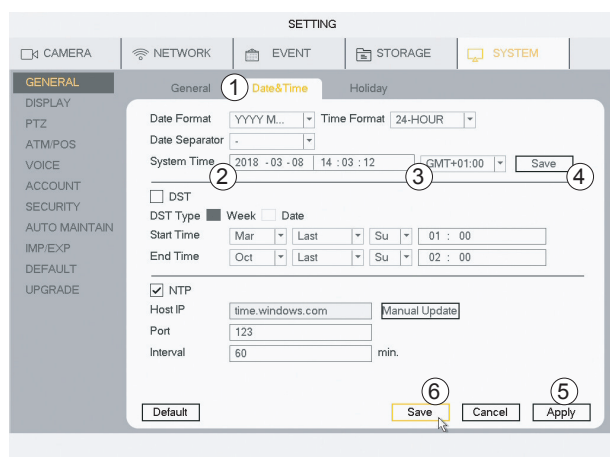 SETTING
CAMERA NETWORK EVENT STORAGE SYSTEM
GENERAL
DISPLAY
PTZ
ATM/POS
VOICE
ACCOUNT
SECURITY
AUTO MAINTAIN
IMP/EXP
DEFAULT
UPGRADE
General 1 Date&Time Holiday
Date Format YYYY M... Time Format 24-HOUR
Date Separator -
System Time 2018 - 03 - 08 14 : 03 : 12 GMT+01:00 Save
2 3 4
DST
DST Type Week Date
Start Time Mar Last Su 01 : 00
End Time Oct Last Su 02 : 00
NTP
Host IP time.windows.com Manual Update
Port 123
Interval 60 min.
6 5
Default Save Cancel Apply